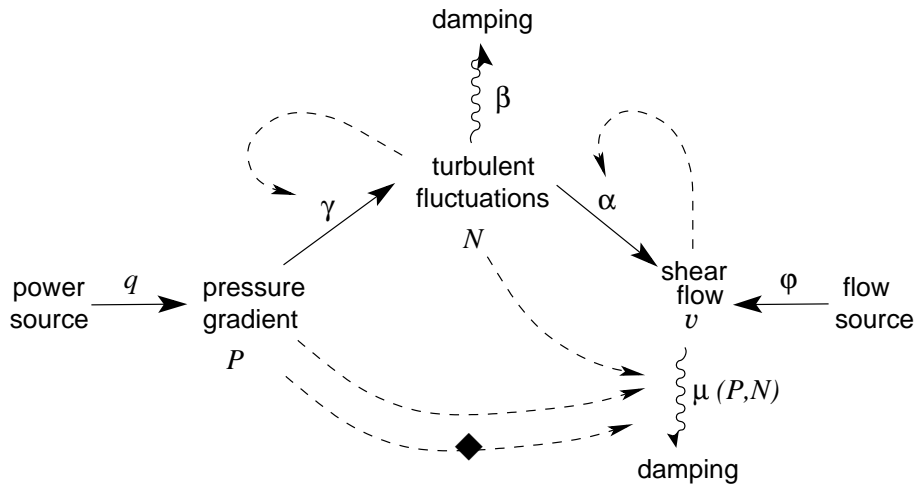 damping
β
turbulent
fluctuations
N
γ
α
power
source
q
pressure
gradient
P
shear
flow
v
φ
flow
source
μ (P,N)
damping